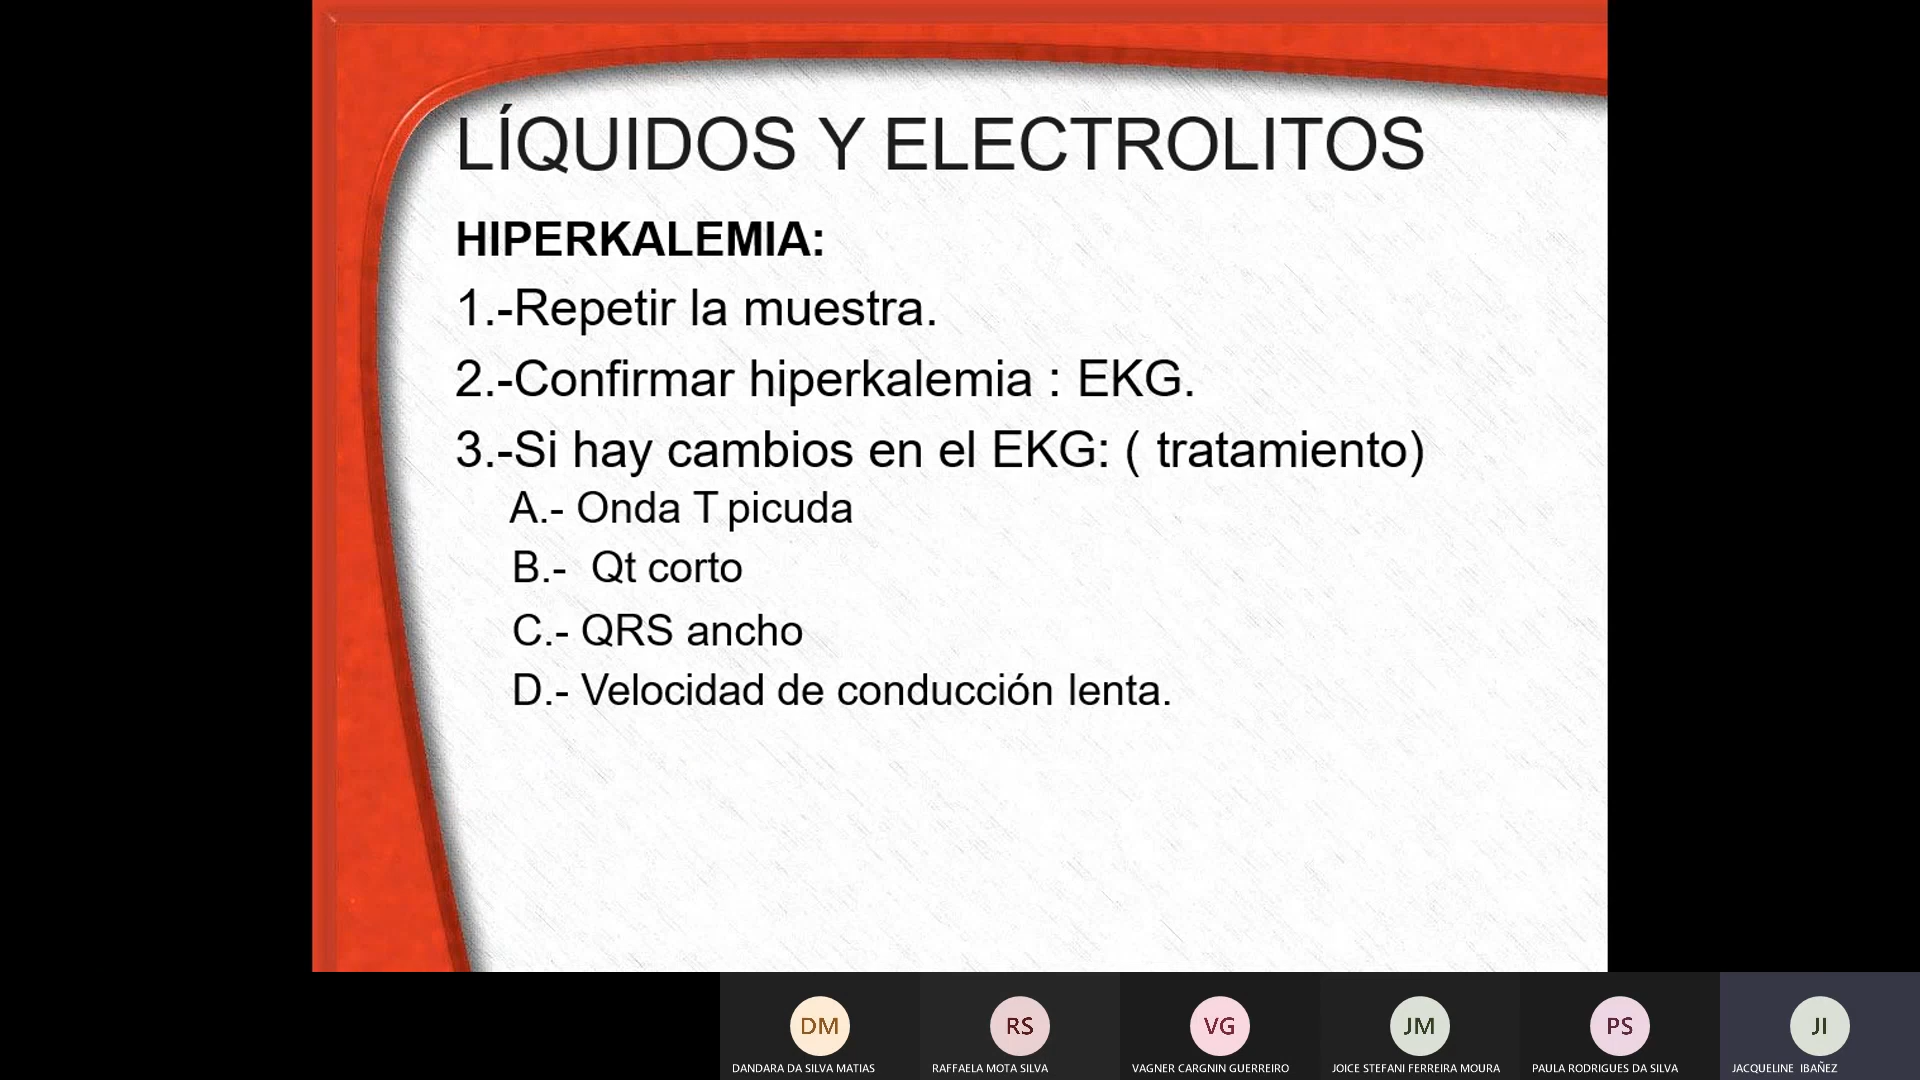 LÍQUIDOS Y ELECTROLITOS
HIPERKALEMIA:
1.-Repetir la muestra.
2.-Confirmar hiperkalemia : EKG.
3.-Si hay cambios en el EKG: ( tratamiento)
A.- Onda T picuda
B.- Qt corto
C.- QRS ancho
D.- Velocidad de conducción lenta.
DM
RS
VG
JM
PS
JI
DANDARA DA SILVA MATIAS
RAFFAELA MOTA SILVA
VAGNER CARGNIN GUERREIRO
JOICE STEFANI FERREIRA MOURA
PAULA RODRIGUES DA SILVA
JACQUELINE IBAÑEZ